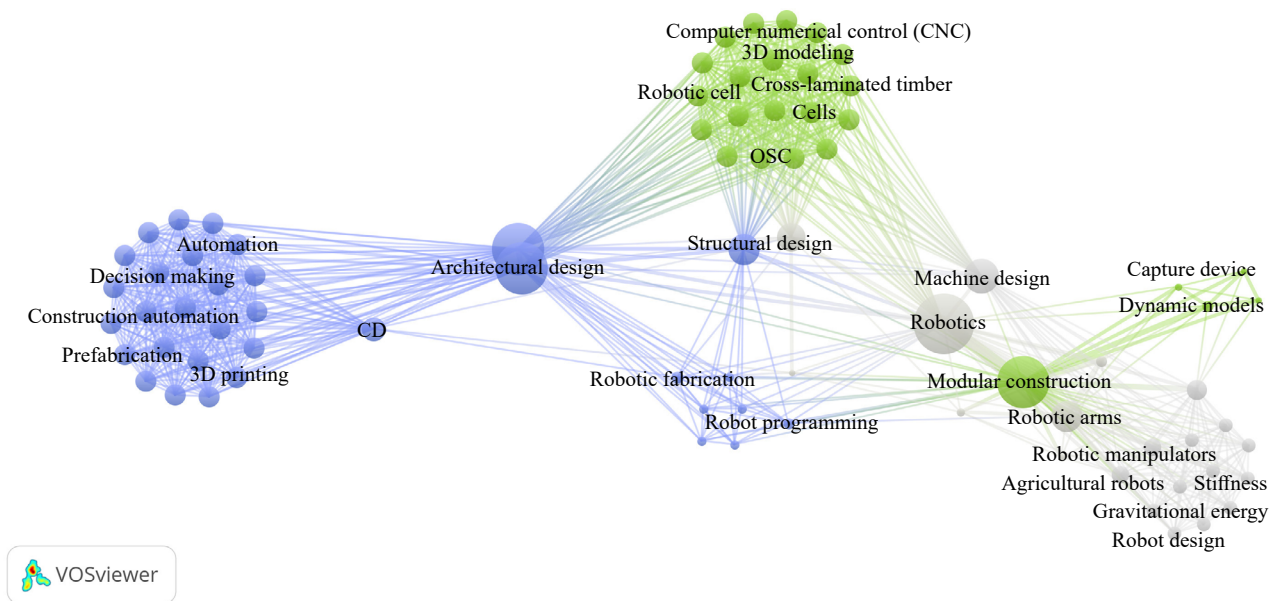 Computer numerical control (CNC)
3D modeling
Cross-laminated timber
Robotic cell
Cells
OSC
Automation
Structural design
Architectural design
Decision making
Machine design
Capture device
Dynamic models
Construction automation
CD
Robotics
Prefabrication
3D printing
Robotic fabrication
Modular construction
Robot programming
Robotic arms
Robotic manipulators
Agricultural robots
Stiffness
Gravitational energy
Robot design
VOSviewer